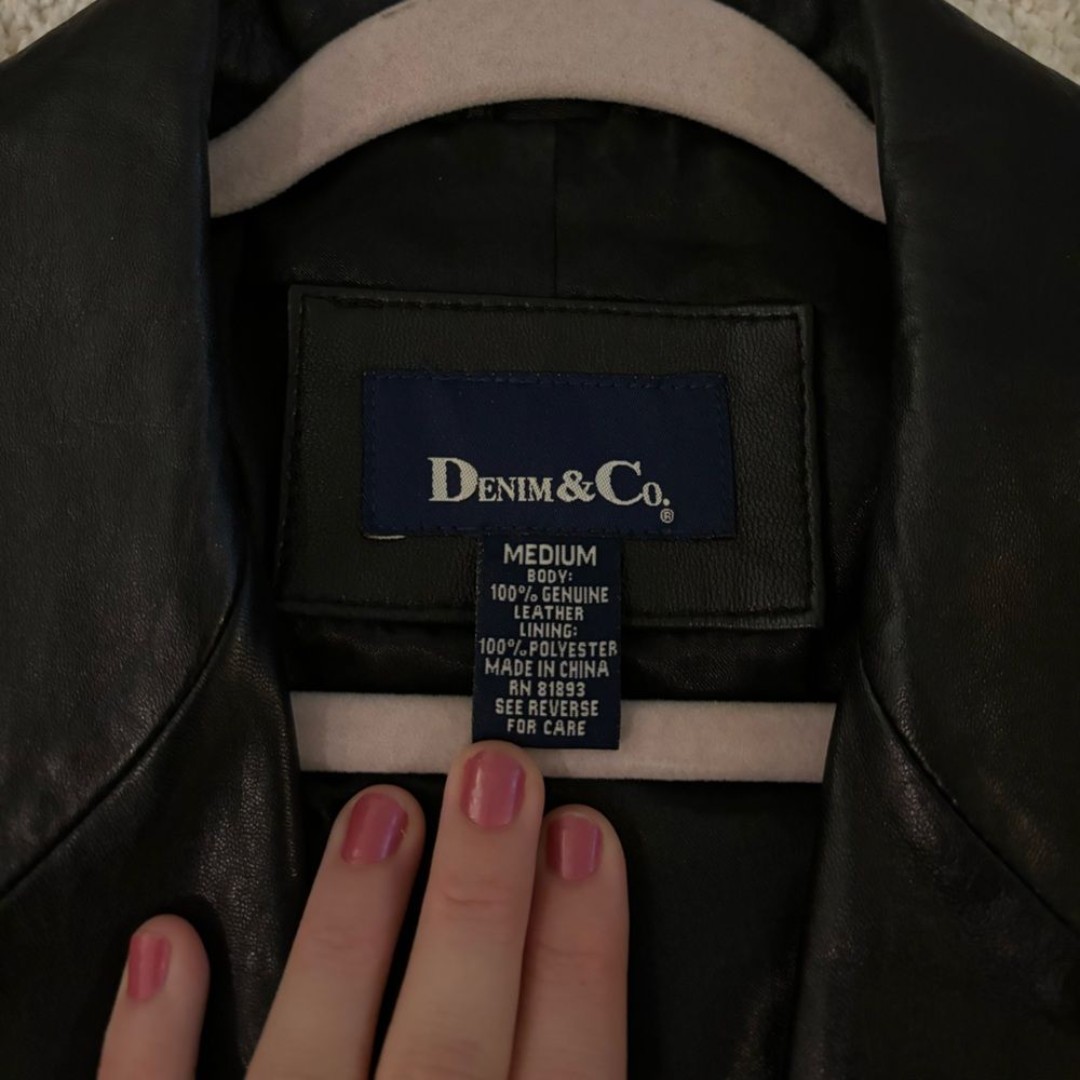 DENIM & CO.
®
MEDIUM
BODY:
100% GENUINE
LEATHER
LINING:
100% POLYESTER
MADE IN CHINA
RN 81893
SEE REVERSE
FOR CARE